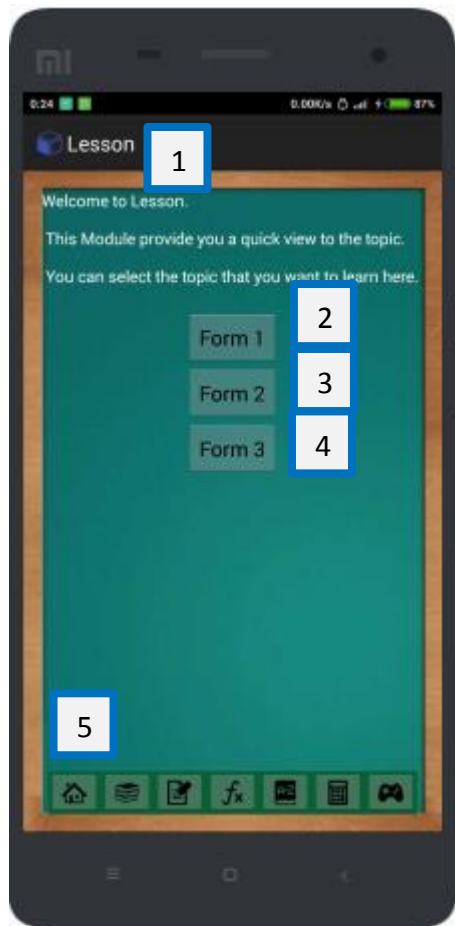 mi
0:24 0.00K/s 87%
Lesson
1
Welcome to Lesson.
This Module provide you a quick view to the topic.
You can select the topic that you want to learn here.
Form 1 2
Form 2 3
Form 3 4
5
fx A-Z